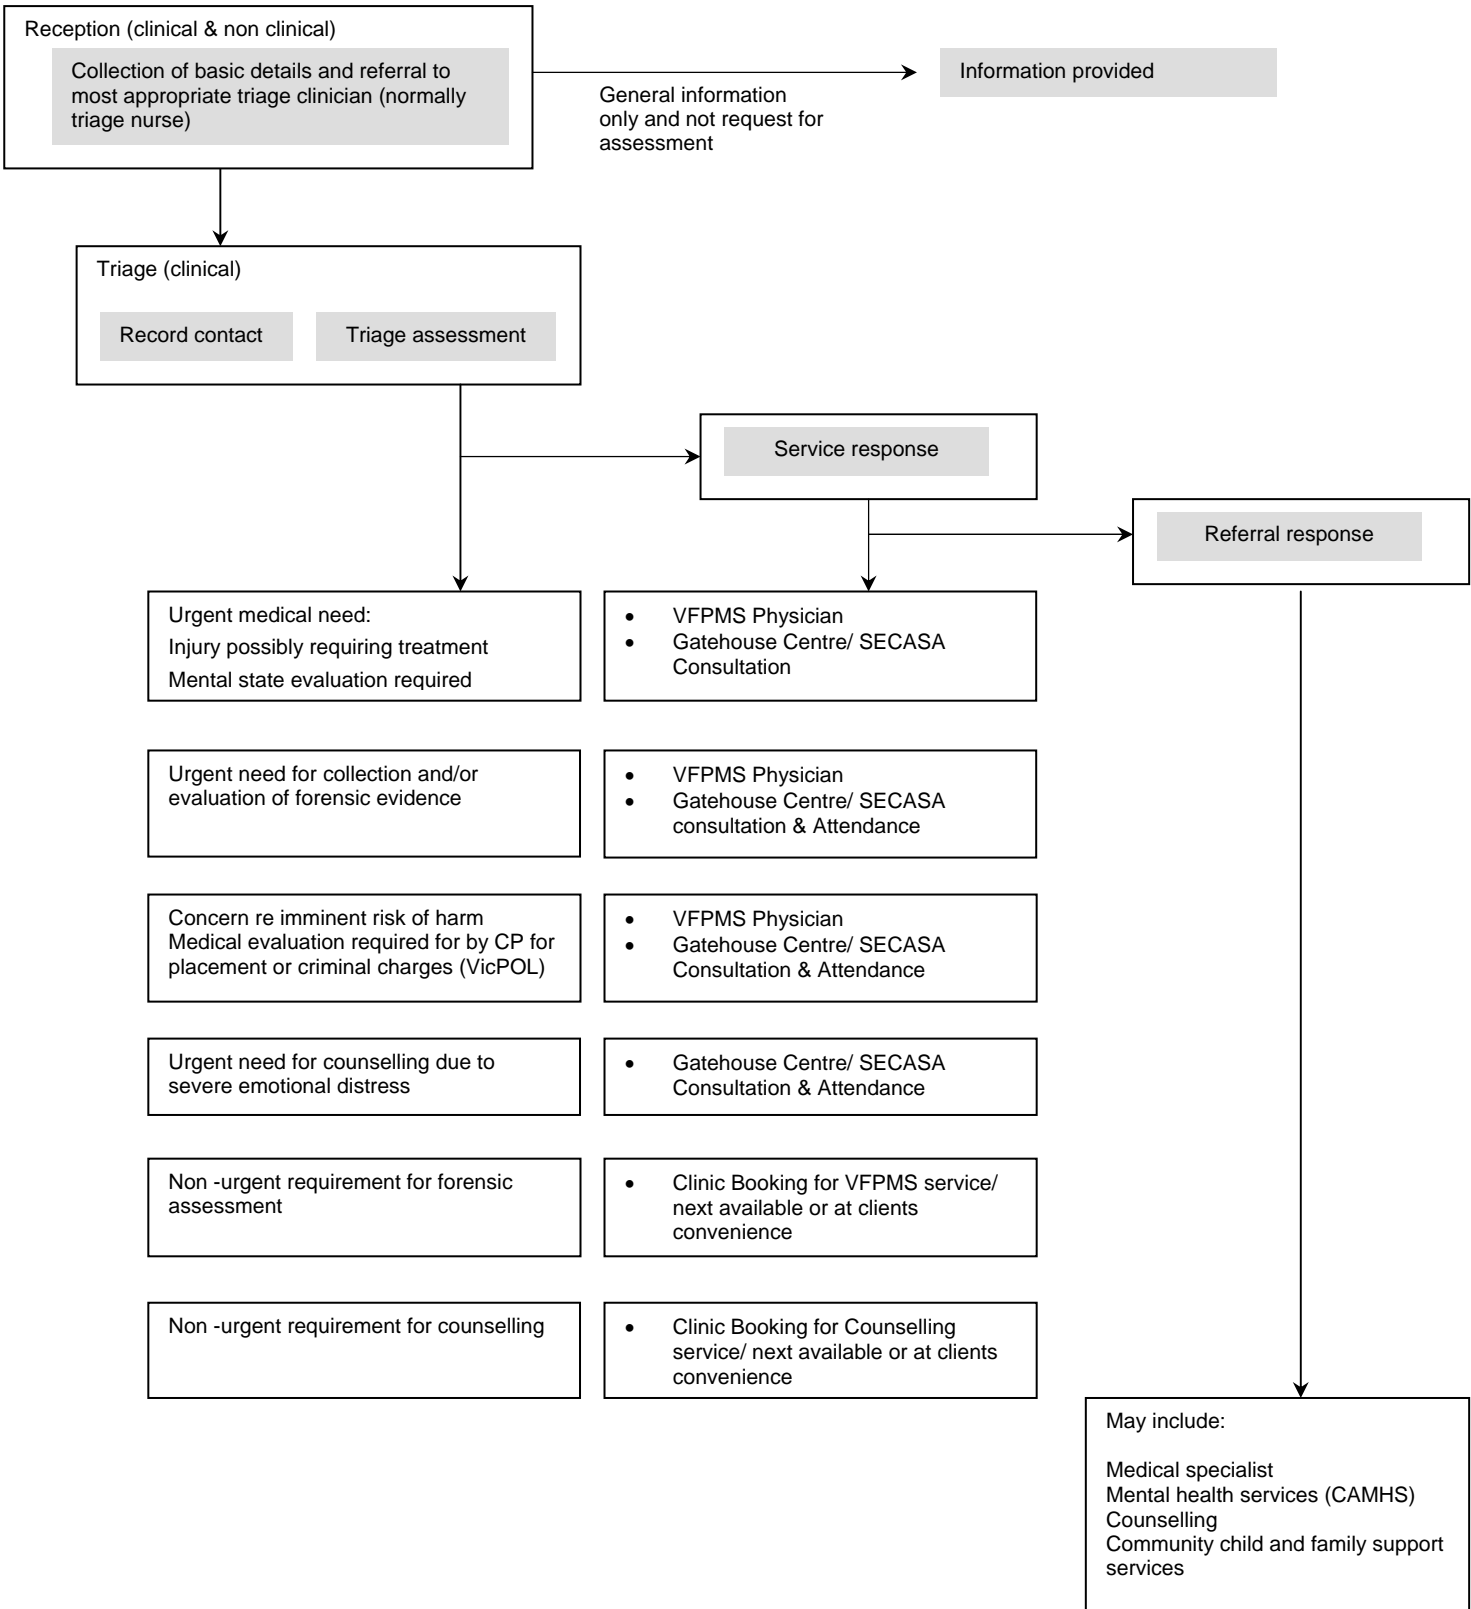 Reception (clinical & non clinical)
Collection of basic details and referral to
most appropriate triage clinician (normally
triage nurse)
General information
only and not request for
assessment
Information provided
Triage (clinical)
Record contact
Triage assessment
Service response
Referral response
Urgent medical need:
Injury possibly requiring treatment
Mental state evaluation required
• VFPMS Physician
• Gatehouse Centre/ SECASA
Consultation
Urgent need for collection and/or
evaluation of forensic evidence
• VFPMS Physician
• Gatehouse Centre/ SECASA
consultation & Attendance
Concern re imminent risk of harm
Medical evaluation required for by CP for
placement or criminal charges (VicPOL)
• VFPMS Physician
• Gatehouse Centre/ SECASA
Consultation & Attendance
Urgent need for counselling due to
severe emotional distress
• Gatehouse Centre/ SECASA
Consultation & Attendance
Non -urgent requirement for forensic
assessment
• Clinic Booking for VFPMS service/
next available or at clients
convenience
Non -urgent requirement for counselling
• Clinic Booking for Counselling
service/ next available or at clients
convenience
May include:
Medical specialist
Mental health services (CAMHS)
Counselling
Community child and family support
services